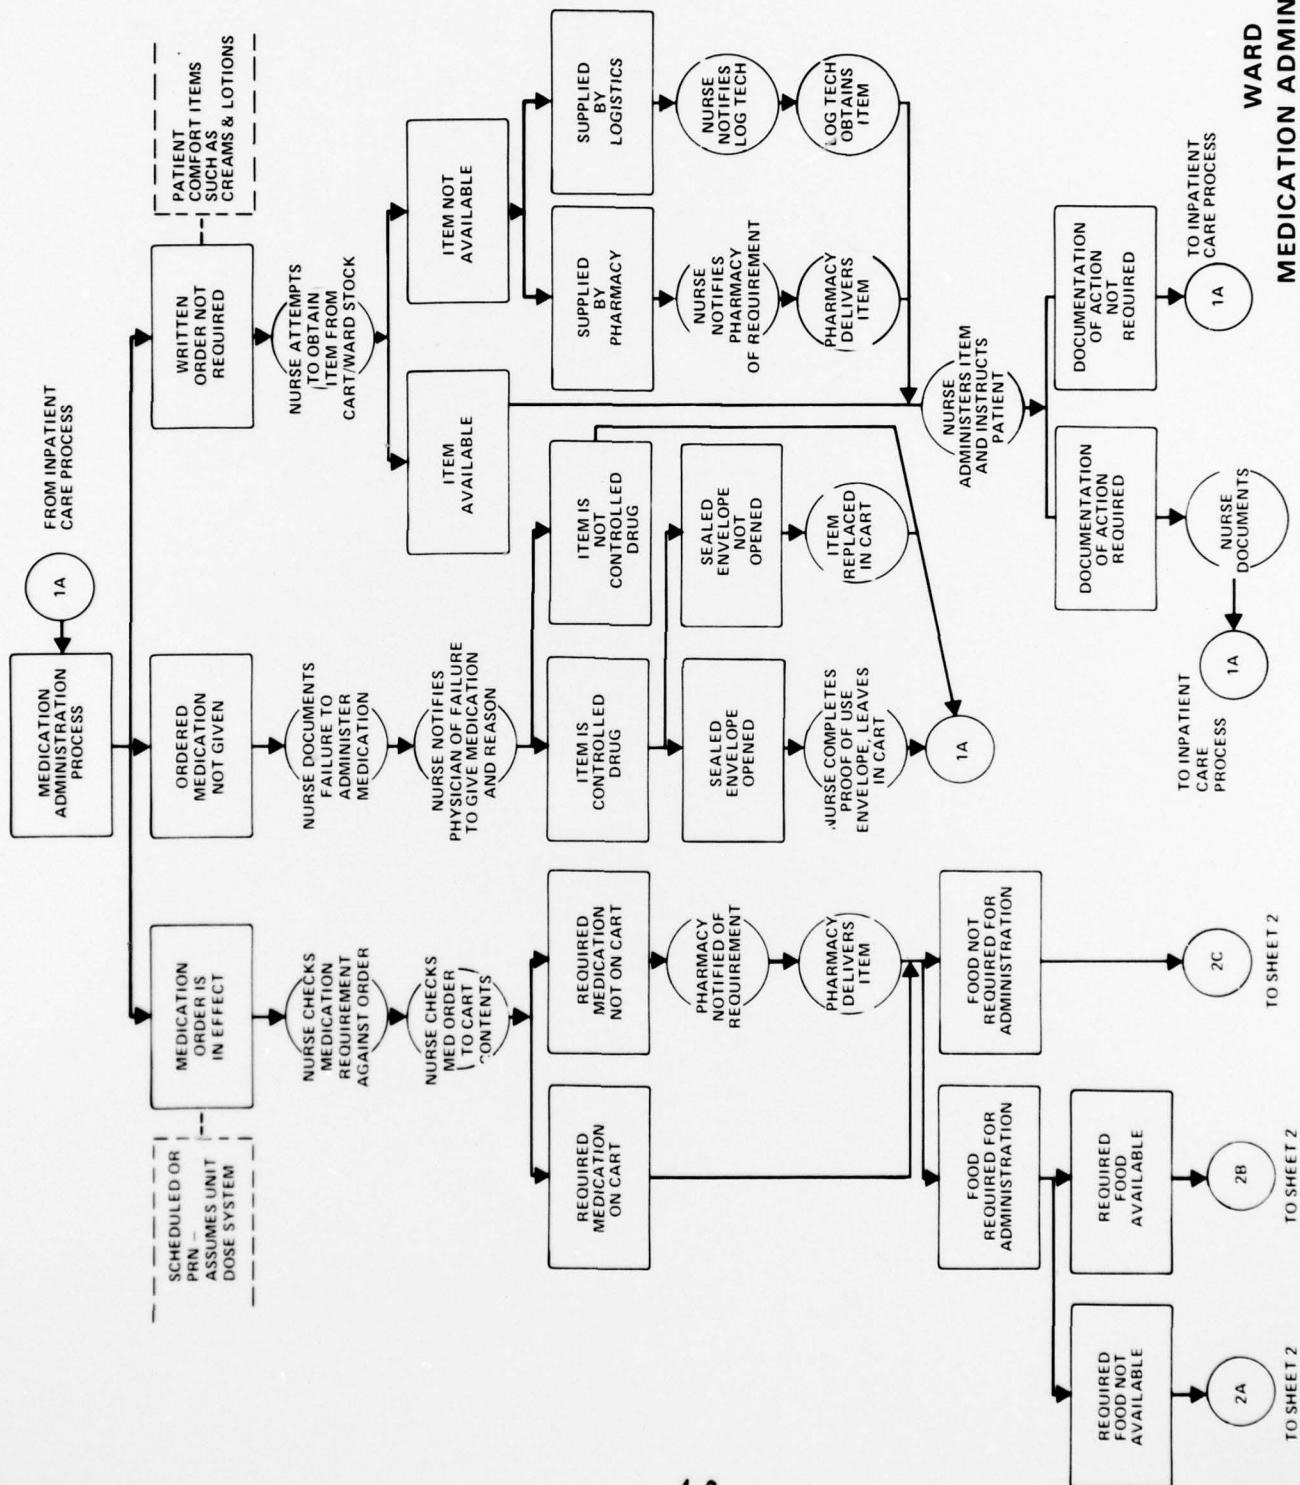 WARD
MEDICATION ADMIN
FROM INPATIENT
CARE PROCESS
1A
MEDICATION
ADMINISTRATION
PROCESS
SCHEDULED OR
PRN –
ASSUMES UNIT
DOSE SYSTEM
MEDICATION
ORDER IS
IN EFFECT
ORDERED
MEDICATION
NOT GIVEN
WRITTEN
ORDER NOT
REQUIRED
PATIENT
COMFORT ITEMS
SUCH AS
CREAMS & LOTIONS
NURSE CHECKS
MEDICATION
REQUIREMENT
AGAINST ORDER
NURSE CHECKS
MED ORDER
TO CART
CONTENTS
REQUIRED
MEDICATION
ON CART
REQUIRED
MEDICATION
NOT ON CART
PHARMACY
NOTIFIED OF
REQUIREMENT
PHARMACY
DELIVERS
ITEM
FOOD
REQUIRED FOR
ADMINISTRATION
FOOD NOT
REQUIRED FOR
ADMINISTRATION
REQUIRED
FOOD NOT
AVAILABLE
REQUIRED
FOOD
AVAILABLE
2A
TO SHEET 2
2B
TO SHEET 2
2C
TO SHEET 2
NURSE DOCUMENTS
FAILURE TO
ADMINISTER
MEDICATION
NURSE NOTIFIES
PHYSICIAN OF FAILURE
TO GIVE MEDICATION
AND REASON
ITEM IS
CONTROLLED
DRUG
ITEM IS
NOT
CONTROLLED
DRUG
SEALED
ENVELOPE
OPENED
SEALED
ENVELOPE
NOT
OPENED
NURSE COMPLETES
PROOF OF USE
ENVELOPE, LEAVES
IN CART
ITEM
REPLACED
IN CART
1A
NURSE ATTEMPTS
TO OBTAIN
ITEM FROM
CART/WARD STOCK
ITEM
AVAILABLE
ITEM NOT
AVAILABLE
SUPPLIED
BY
PHARMACY
SUPPLIED
BY
LOGISTICS
NURSE
NOTIFIES
PHARMACY
OF REQUIREMENT
NURSE
NOTIFIES
LOG TECH
PHARMACY
DELIVERS
ITEM
LOG TECH
OBTAINS
ITEM
NURSE
ADMINISTERS ITEM
AND INSTRUCTS
PATIENT
DOCUMENTATION
OF ACTION
REQUIRED
DOCUMENTATION
OF ACTION
NOT
REQUIRED
NURSE
DOCUMENTS
1A
TO INPATIENT
CARE
PROCESS
1A
TO INPATIENT
CARE PROCESS